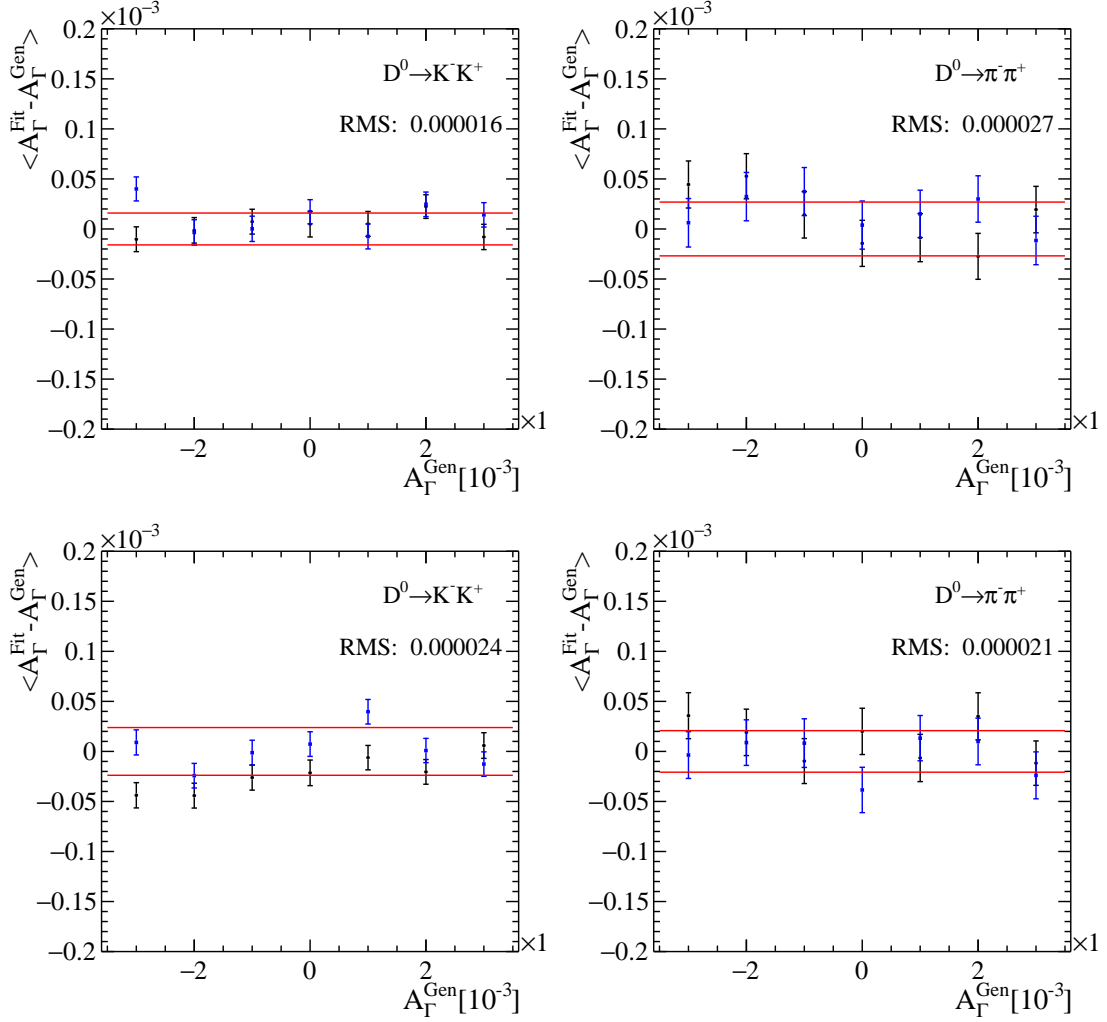 ×10⁻³
<A_Γ^Fit-A_Γ^Gen>
0.2
0.15
0.1
0.05
0
−0.05
−0.1
−0.15
−0.2
D⁰→K⁻K⁺
RMS: 0.000016
−2 0 2
×1
A_Γ^Gen[10⁻³]
×10⁻³
<A_Γ^Fit-A_Γ^Gen>
0.2
0.15
0.1
0.05
0
−0.05
−0.1
−0.15
−0.2
D⁰→π⁻π⁺
RMS: 0.000027
−2 0 2
×1
A_Γ^Gen[10⁻³]
×10⁻³
<A_Γ^Fit-A_Γ^Gen>
0.2
0.15
0.1
0.05
0
−0.05
−0.1
−0.15
−0.2
D⁰→K⁻K⁺
RMS: 0.000024
−2 0 2
×1
A_Γ^Gen[10⁻³]
×10⁻³
<A_Γ^Fit-A_Γ^Gen>
0.2
0.15
0.1
0.05
0
−0.05
−0.1
−0.15
−0.2
D⁰→π⁻π⁺
RMS: 0.000021
−2 0 2
×1
A_Γ^Gen[10⁻³]